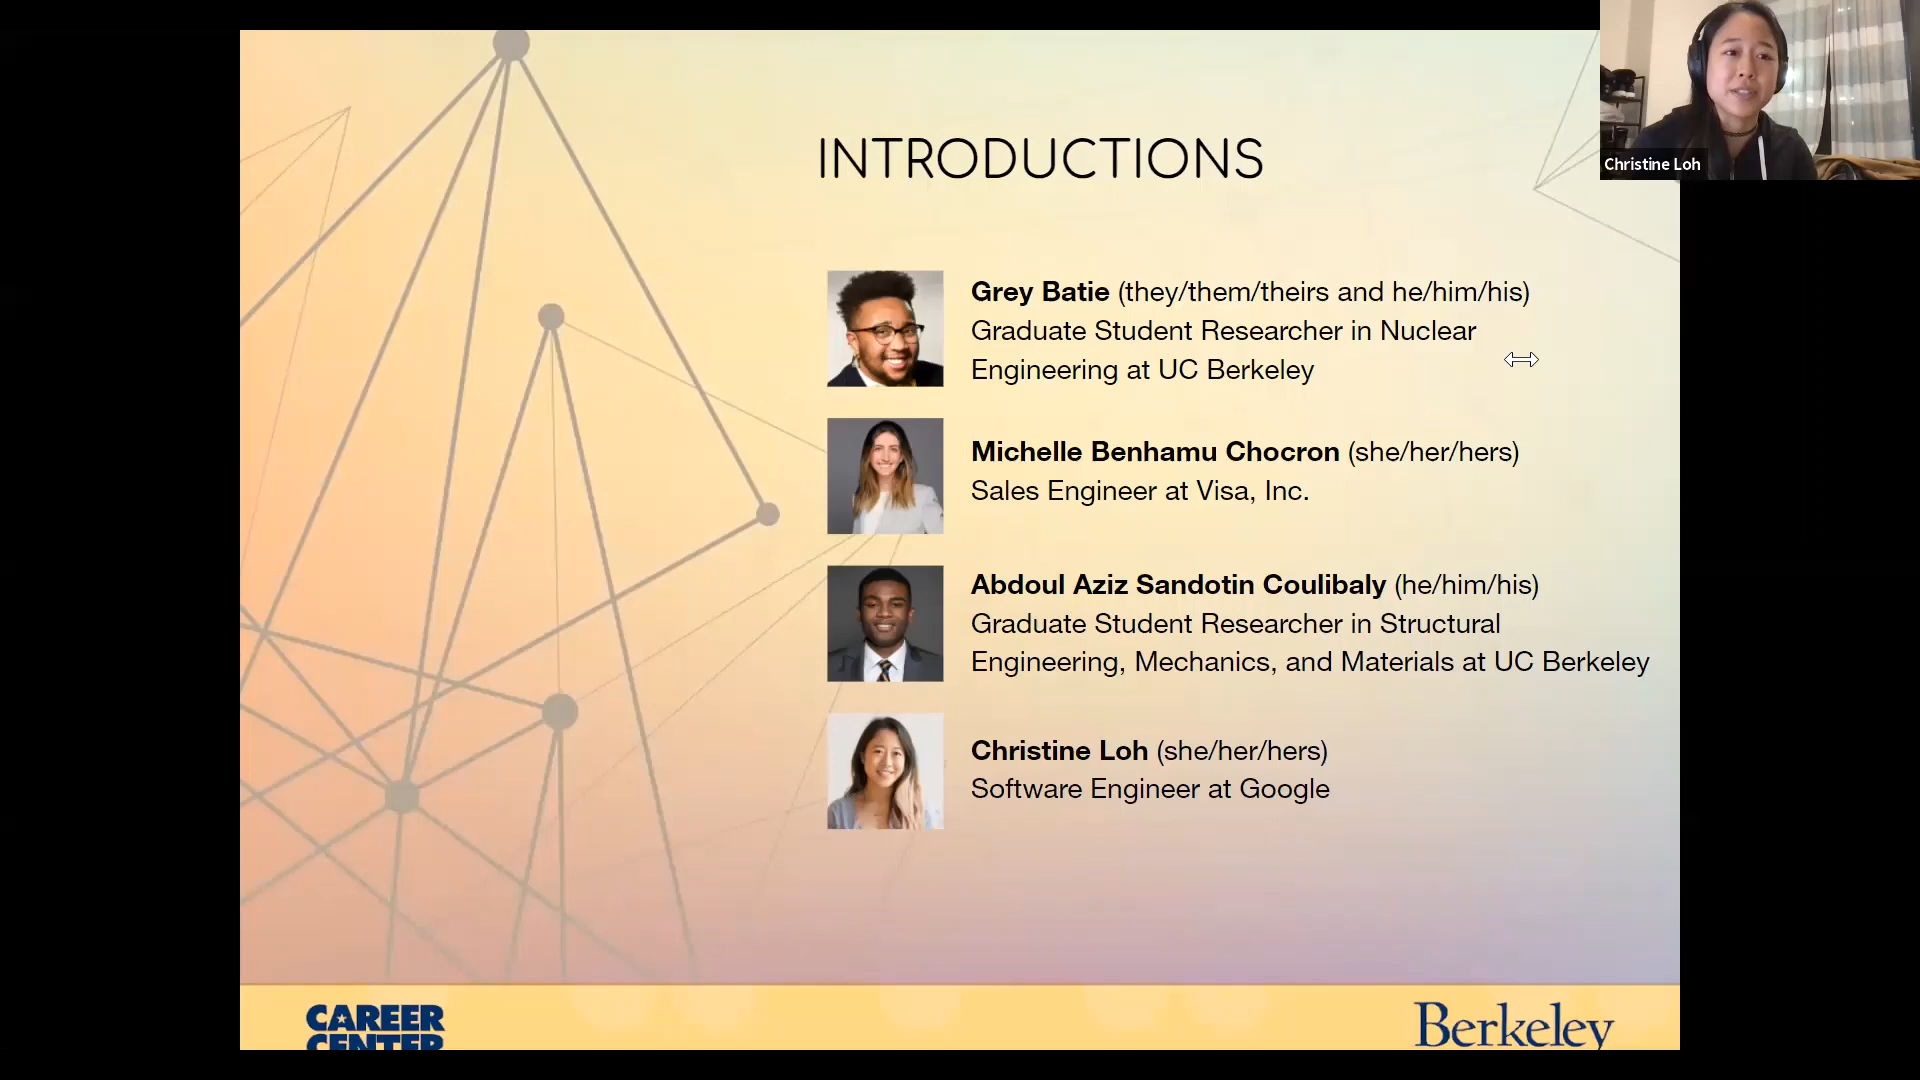 INTRODUCTIONS
Christine Loh
Grey Batie (they/them/theirs and he/him/his)
Graduate Student Researcher in Nuclear
Engineering at UC Berkeley
Michelle Benhamu Chocron (she/her/hers)
Sales Engineer at Visa, Inc.
Abdoul Aziz Sandotin Coulibaly (he/him/his)
Graduate Student Researcher in Structural
Engineering, Mechanics, and Materials at UC Berkeley
Christine Loh (she/her/hers)
Software Engineer at Google
CAREER
CENTER
Berkeley